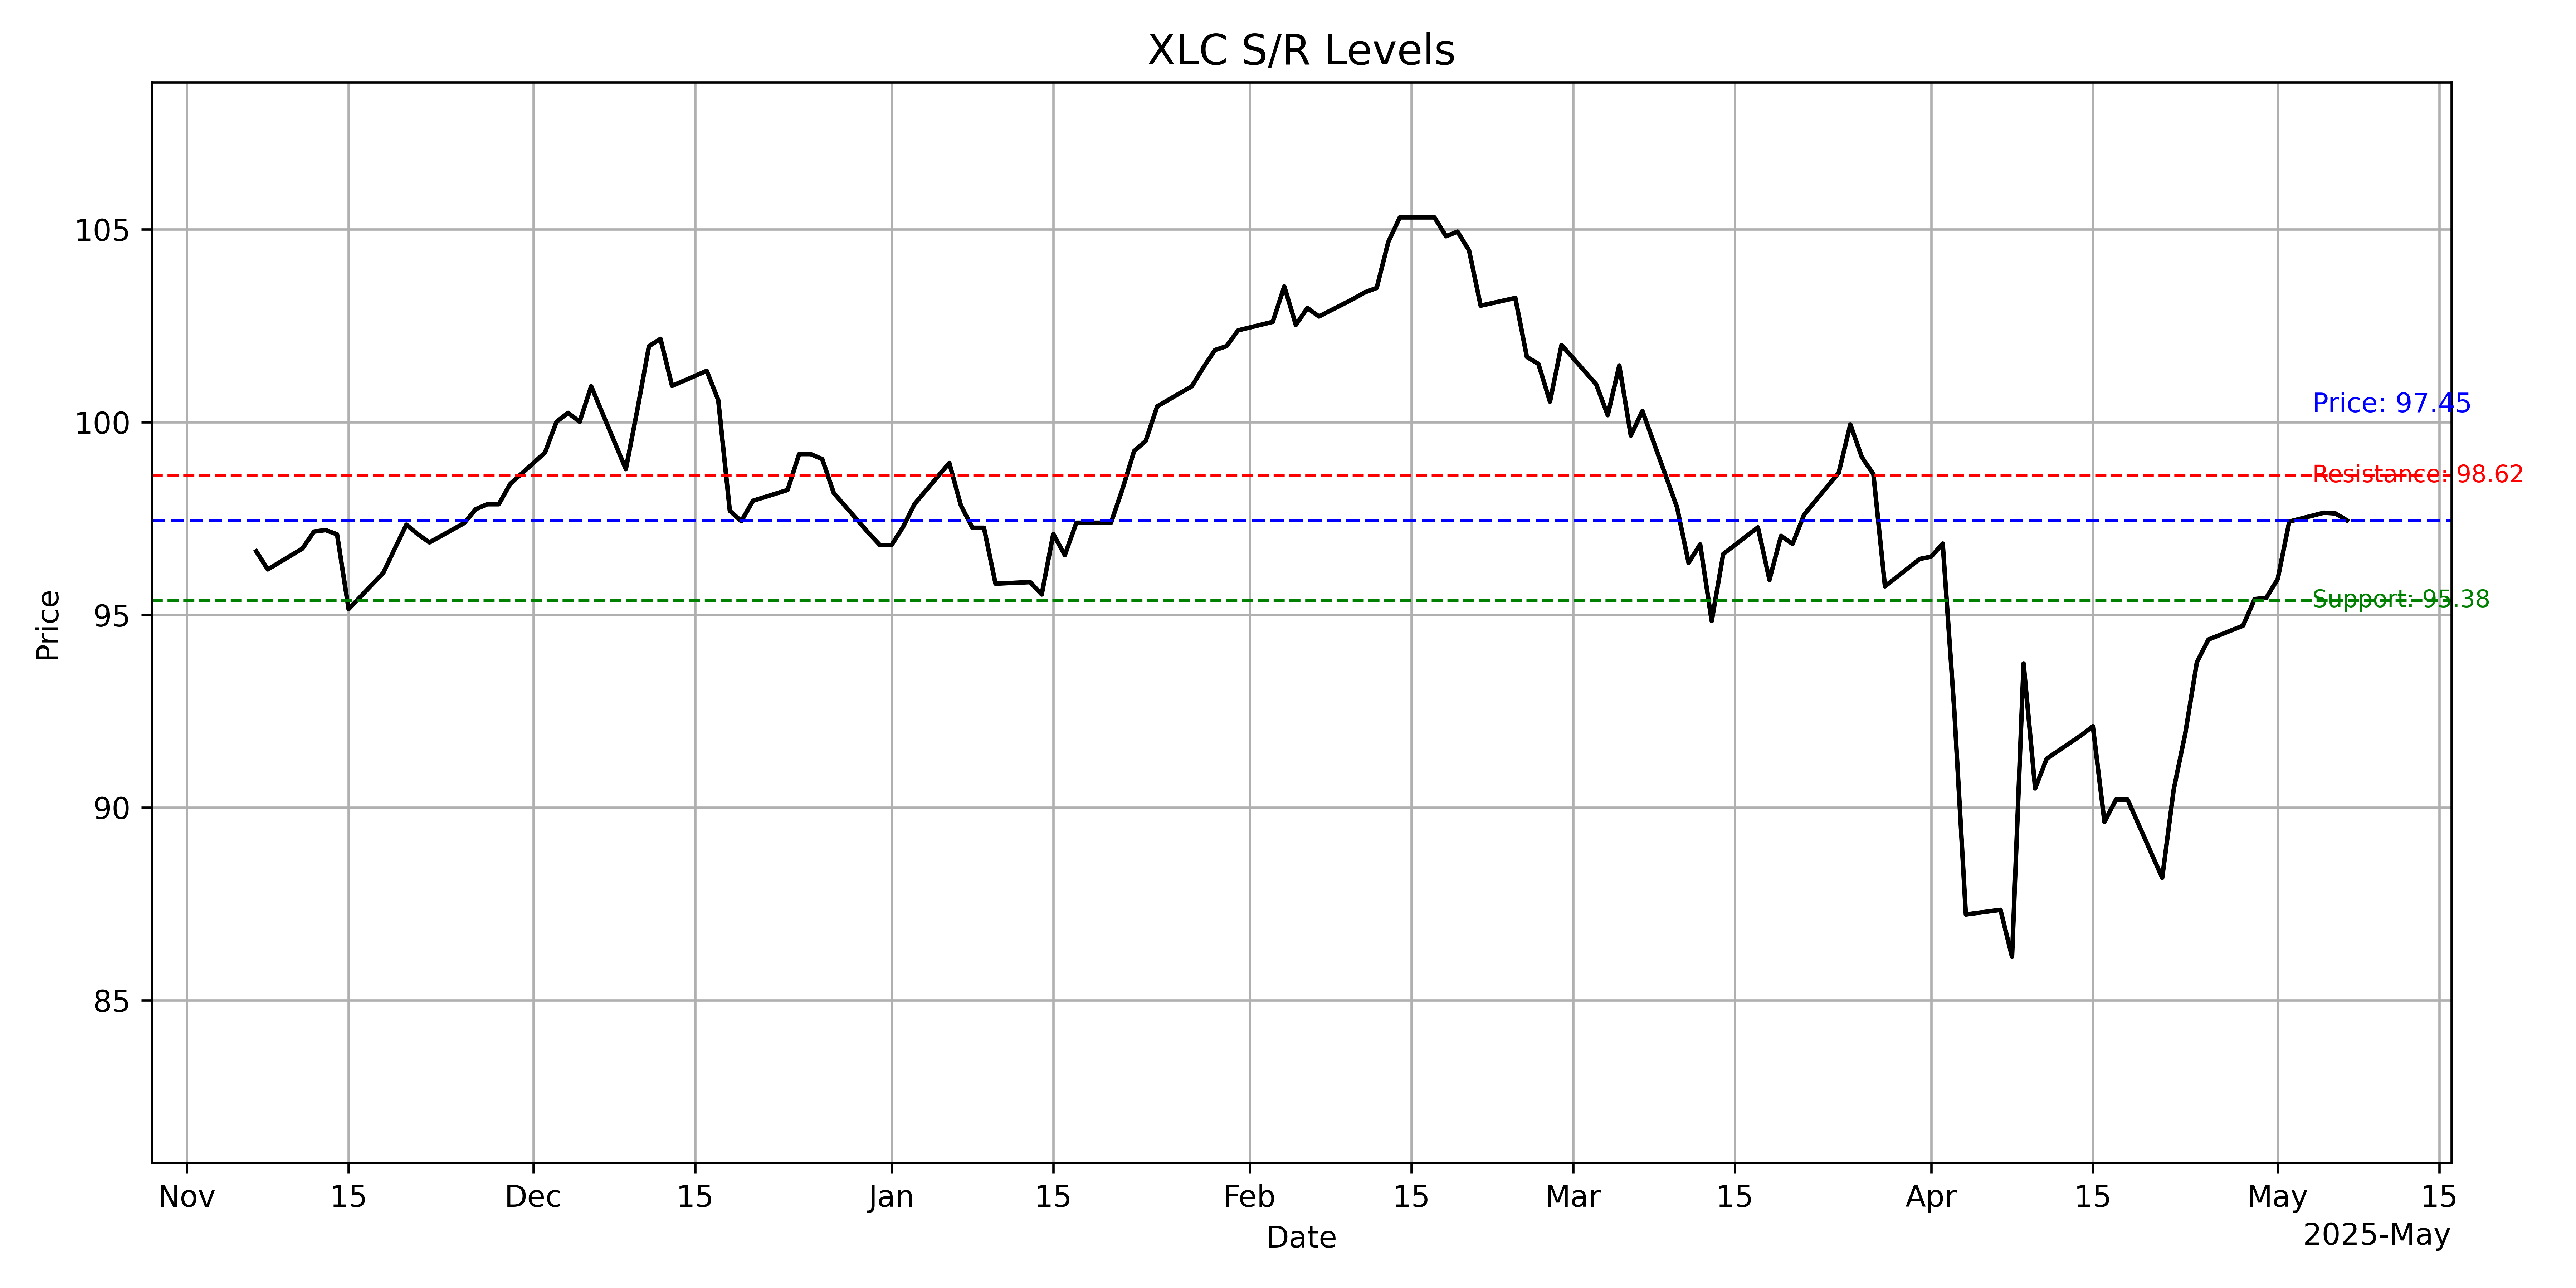 XLC S/R Levels
105
100
95
90
85
Price
Price: 97.45
Resistance: 98.62
Support: 95.38
Nov 15 Dec 15 Jan 15 Feb 15 Mar 15 Apr 15 May 15
Date
2025-May